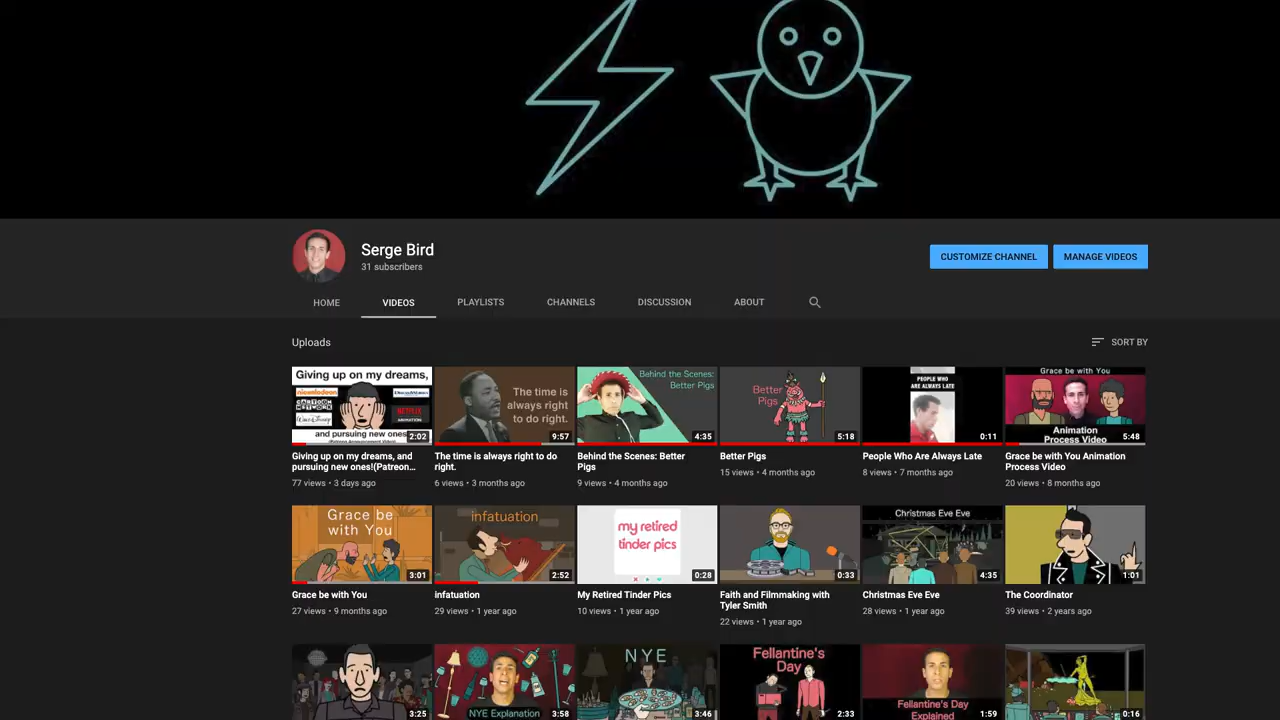 Serge Bird
31 subscribers
CUSTOMIZE CHANNEL
MANAGE VIDEOS
HOME
VIDEOS
PLAYLISTS
CHANNELS
DISCUSSION
ABOUT
Uploads
SORT BY
Giving up on my dreams,
nickelodeon
CARTOON
NETWORK
NETFLIX
ANIMATION
and pursuing new ones!
2:02
The time is
always right
to do right.
9:57
Behind the Scenes:
Better Pigs
4:35
Better
Pigs
5:18
PEOPLE WHO
ARE ALWAYS LATE
0:11
Grace be with You
Animation
Process Video
5:48
Giving up on my dreams, and
pursuing new ones!(Patreon...
77 views • 3 days ago
The time is always right to do
right.
6 views • 3 months ago
Behind the Scenes: Better
Pigs
9 views • 4 months ago
Better Pigs
15 views • 4 months ago
People Who Are Always Late
8 views • 7 months ago
Grace be with You Animation
Process Video
20 views • 8 months ago
Grace be
with You
3:01
infatuation
2:52
my retired
tinder pics
0:28
0:33
Christmas Eve Eve
4:35
1:01
Grace be with You
27 views • 9 months ago
infatuation
29 views • 1 year ago
My Retired Tinder Pics
10 views • 1 year ago
Faith and Filmmaking with
Tyler Smith
22 views • 1 year ago
Christmas Eve Eve
28 views • 1 year ago
The Coordinator
39 views • 2 years ago
3:25
NYE Explanation
3:58
NYE
3:46
Fellantine's
Day
2:33
Fellantine's Day
Explained
1:59
0:16